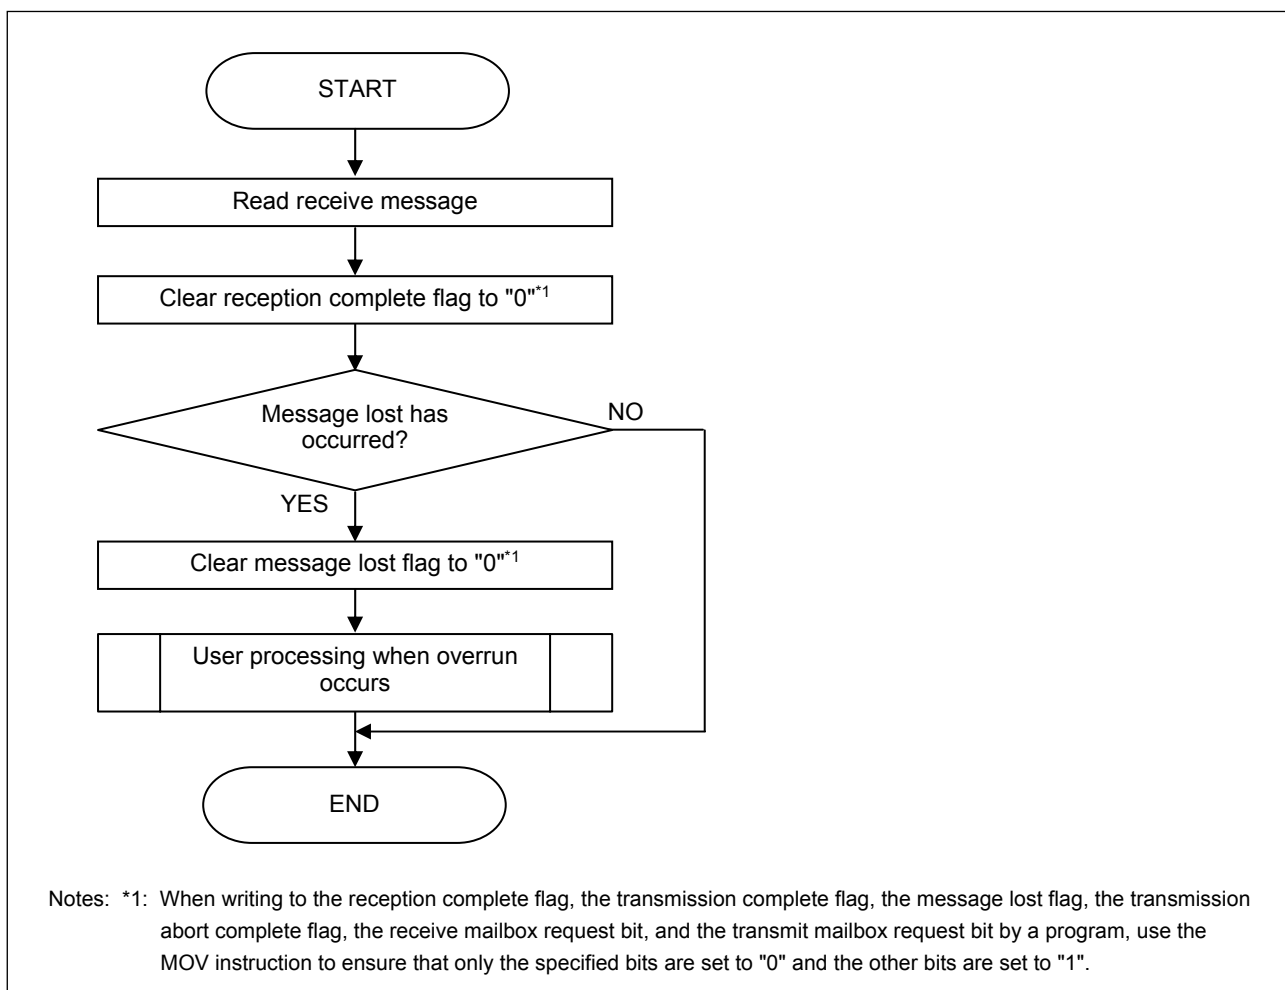 START
Read receive message
Clear reception complete flag to "0"*1
Message lost has
occurred?
NO
YES
Clear message lost flag to "0"*1
User processing when overrun
occurs
END
Notes: *1: When writing to the reception complete flag, the transmission complete flag, the message lost flag, the transmission
abort complete flag, the receive mailbox request bit, and the transmit mailbox request bit by a program, use the
MOV instruction to ensure that only the specified bits are set to "0" and the other bits are set to "1".